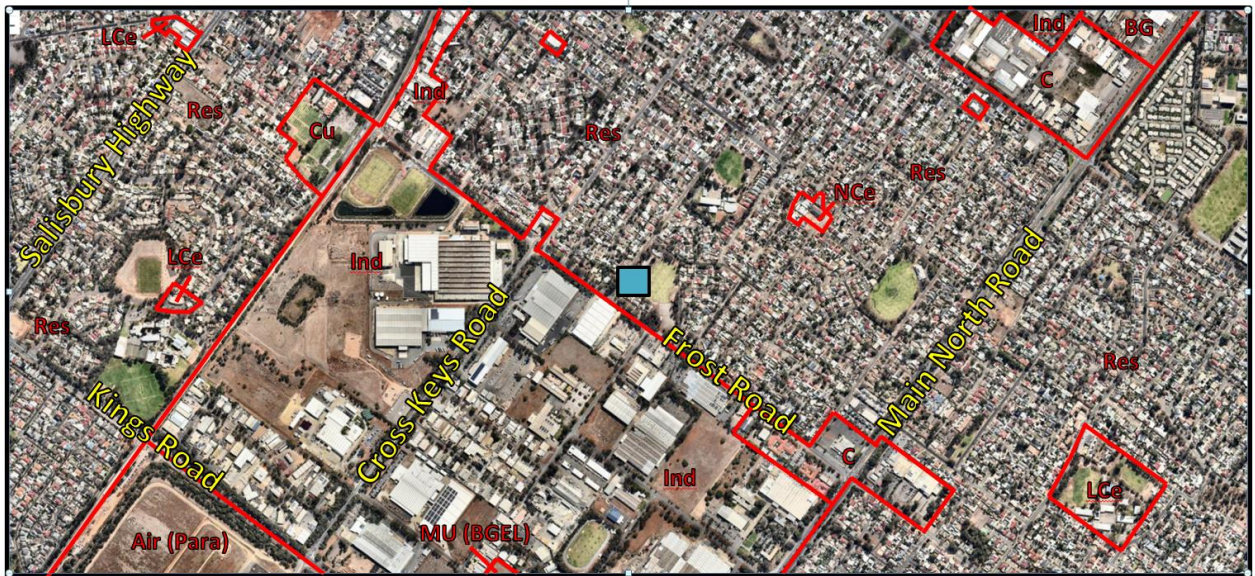 LCe
Ind
BG
C
Ind
Res
Cu
Res
Salisbury Highway
Res
NCe
LCe
Ind
Main North Road
Cross Keys Road
Frost Road
Res
Res
Kings Road
C
Ind
LCe
MU (BGEL)
Air (Para)